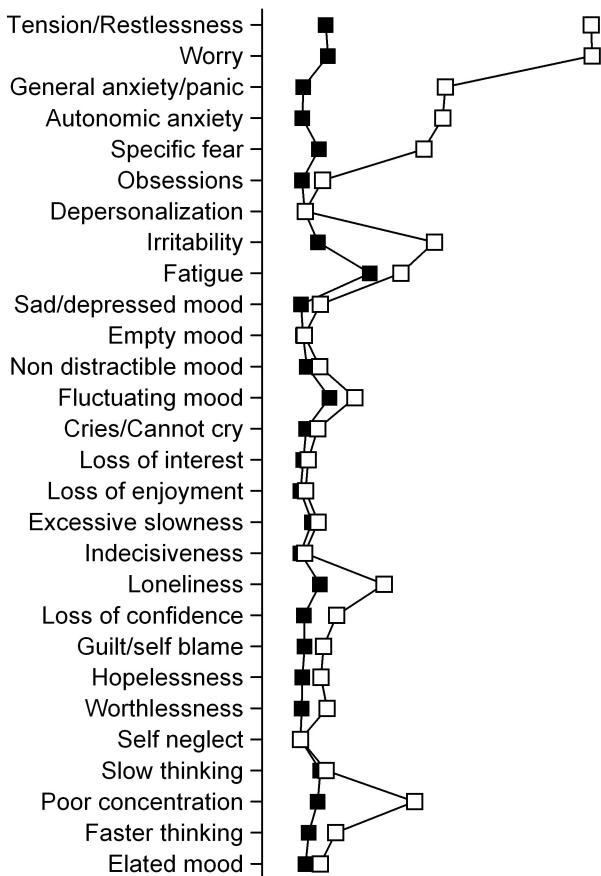 Tension/Restlessness
Worry
General anxiety/panic
Autonomic anxiety
Specific fear
Obsessions
Depersonalization
Irritability
Fatigue
Sad/depressed mood
Empty mood
Non distractible mood
Fluctuating mood
Cries/Cannot cry
Loss of interest
Loss of enjoyment
Excessive slowness
Indecisiveness
Loneliness
Loss of confidence
Guilt/self blame
Hopelessness
Worthlessness
Self neglect
Slow thinking
Poor concentration
Faster thinking
Elated mood